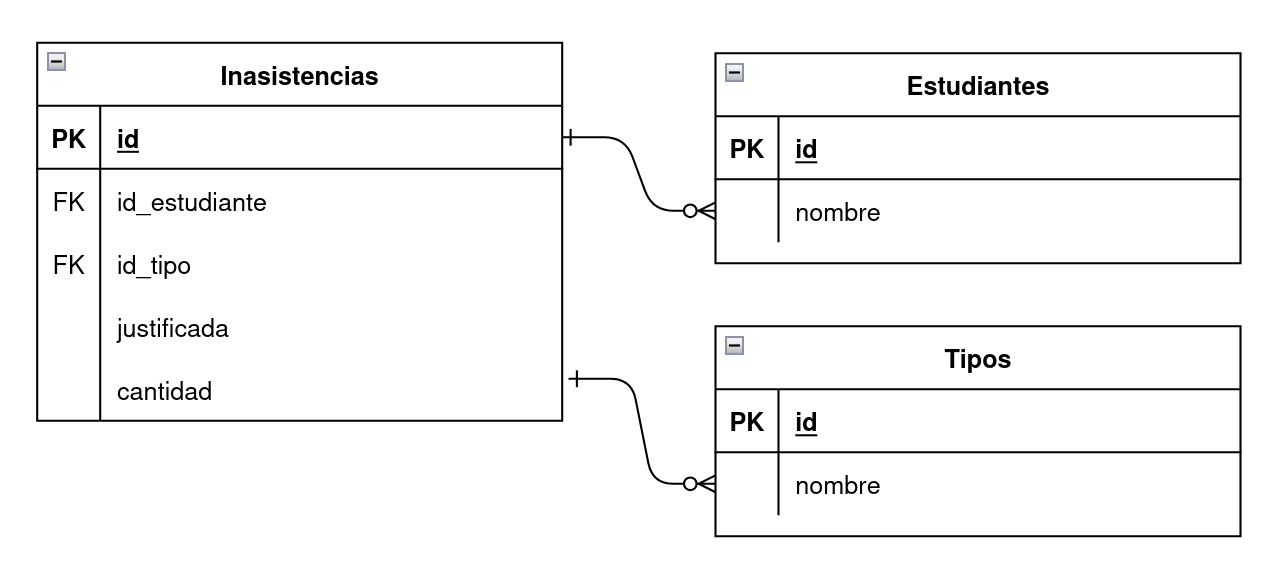 Inasistencias
PK id
FK id_estudiante
FK id_tipo
justificada
cantidad
Estudiantes
PK id
nombre
Tipos
PK id
nombre